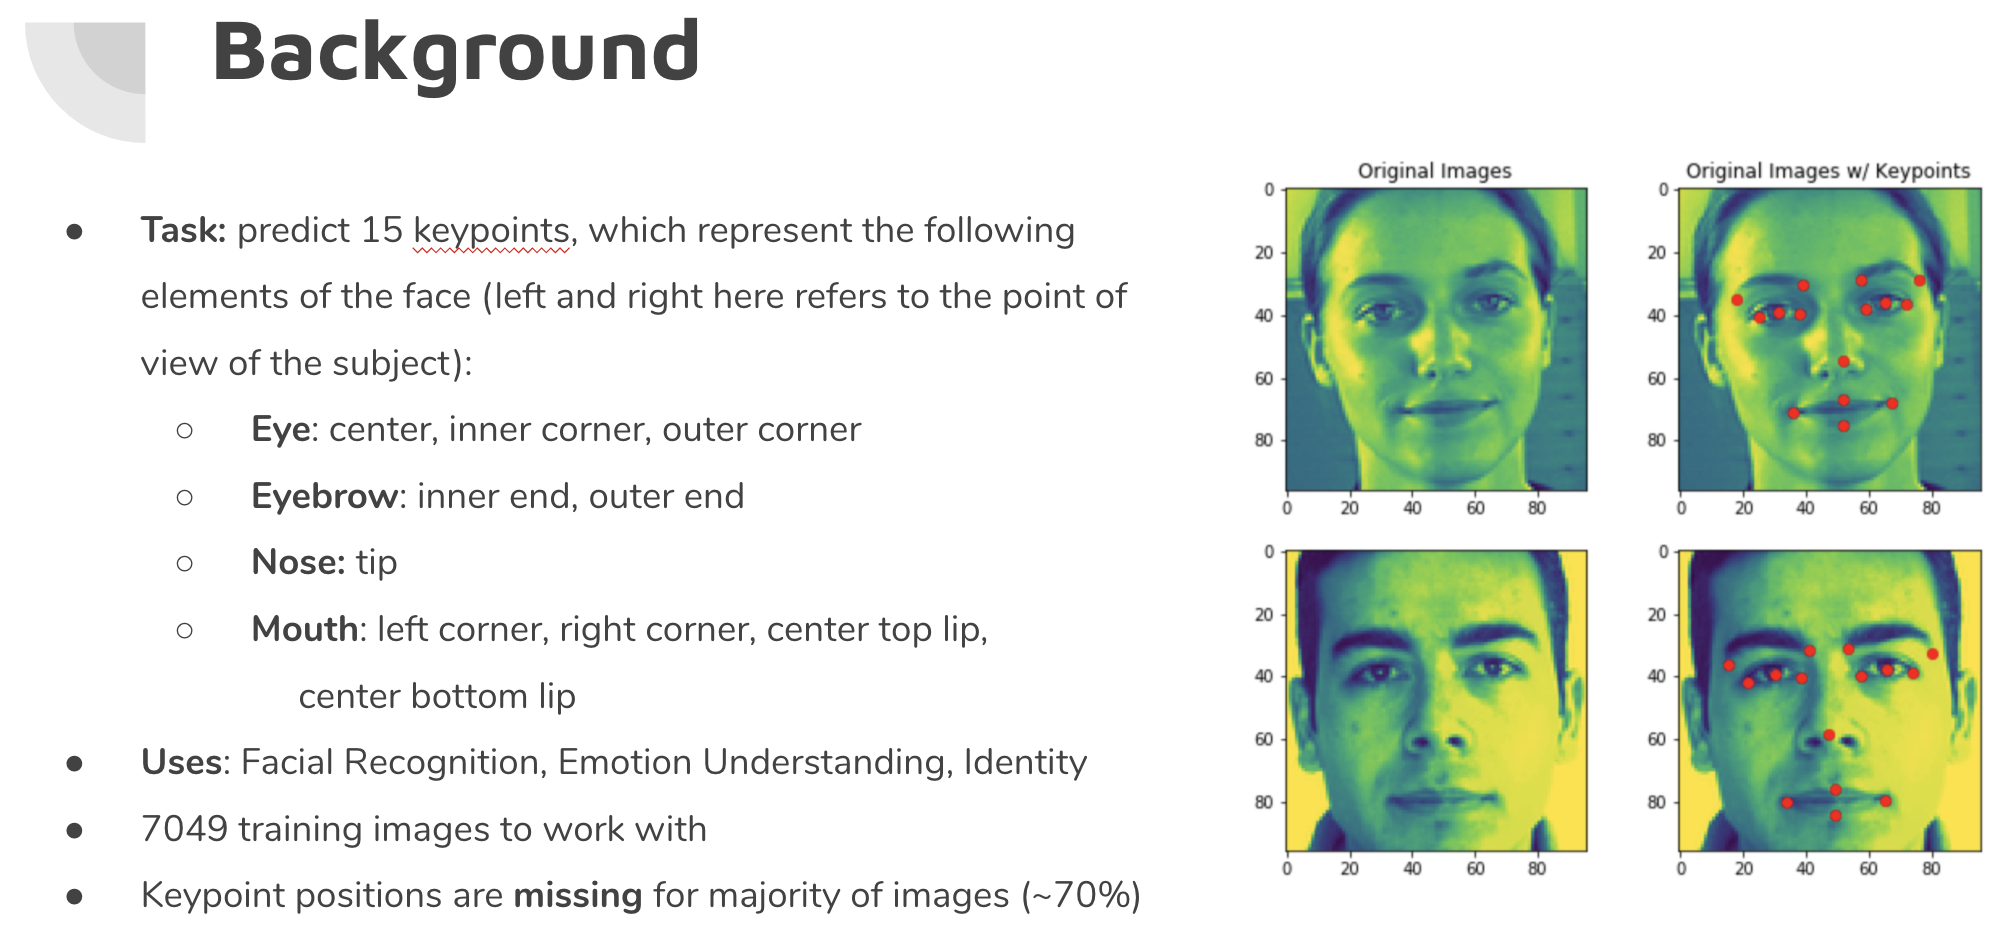 Background
● Task: predict 15 keypoints, which represent the following
elements of the face (left and right here refers to the point of
view of the subject):
○ Eye: center, inner corner, outer corner
○ Eyebrow: inner end, outer end
○ Nose: tip
○ Mouth: left corner, right corner, center top lip,
center bottom lip
● Uses: Facial Recognition, Emotion Understanding, Identity
● 7049 training images to work with
● Keypoint positions are missing for majority of images (~70%)
Original Images
0
20
40
60
80
0 20 40 60 80
Original Images w/ Keypoints
0
20
40
60
80
0 20 40 60 80
0
20
40
60
80
0 20 40 60 80
0
20
40
60
80
0 20 40 60 80